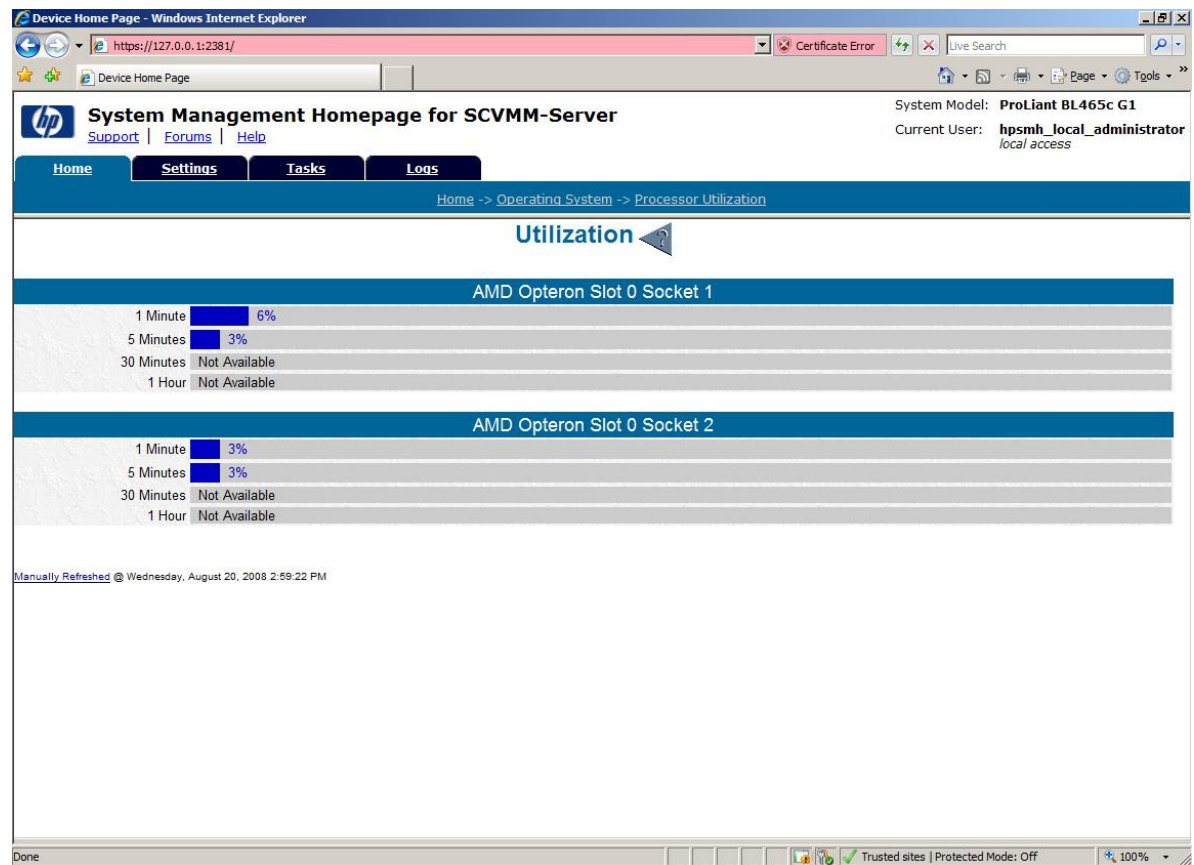 Device Home Page - Windows Internet Explorer
https://127.0.0.1:2381/
Certificate Error
Live Search
Device Home Page
Page
Tools
»
hp
System Management Homepage for SCVMM-Server
Support | Forums | Help
System Model: ProLiant BL465c G1
Current User: hpsmh_local_administrator
local access
Home Settings Tasks Logs
Home -> Operating System -> Processor Utilization
Utilization ?
AMD Opteron Slot 0 Socket 1
1 Minute 6%
5 Minutes 3%
30 Minutes Not Available
1 Hour Not Available
AMD Opteron Slot 0 Socket 2
1 Minute 3%
5 Minutes 3%
30 Minutes Not Available
1 Hour Not Available
Manually Refreshed @ Wednesday, August 20, 2008 2:59:22 PM
Done
Trusted sites | Protected Mode: Off
100%